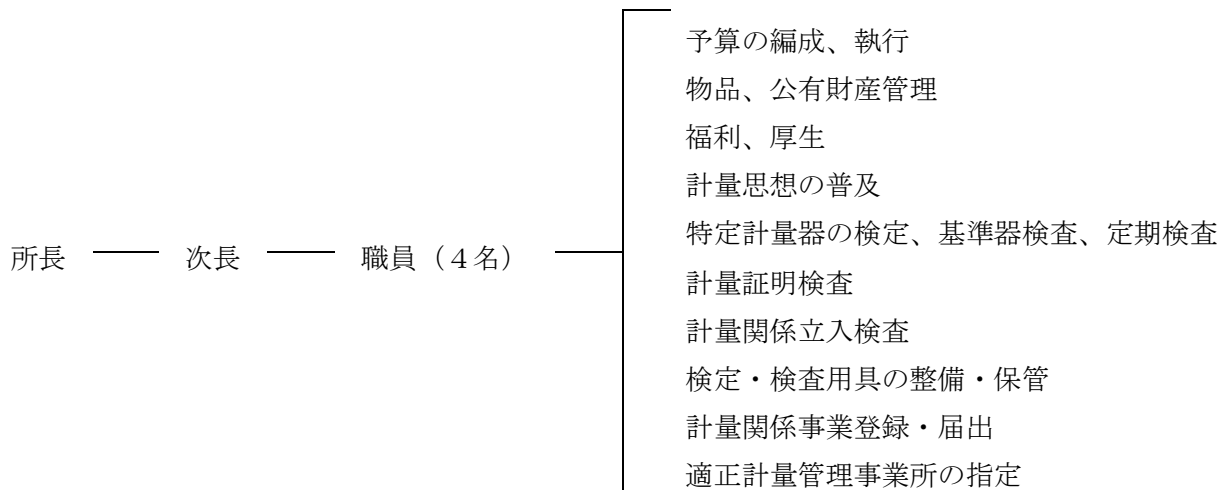 予算の編成、執行
物品、公有財産管理
福利、厚生
計量思想の普及
特定計量器の検定、基準器検査、定期検査
所長 次長 職員（４名）
計量証明検査
計量関係立入検査
検定・検査用具の整備・保管
計量関係事業登録・届出
適正計量管理事業所の指定